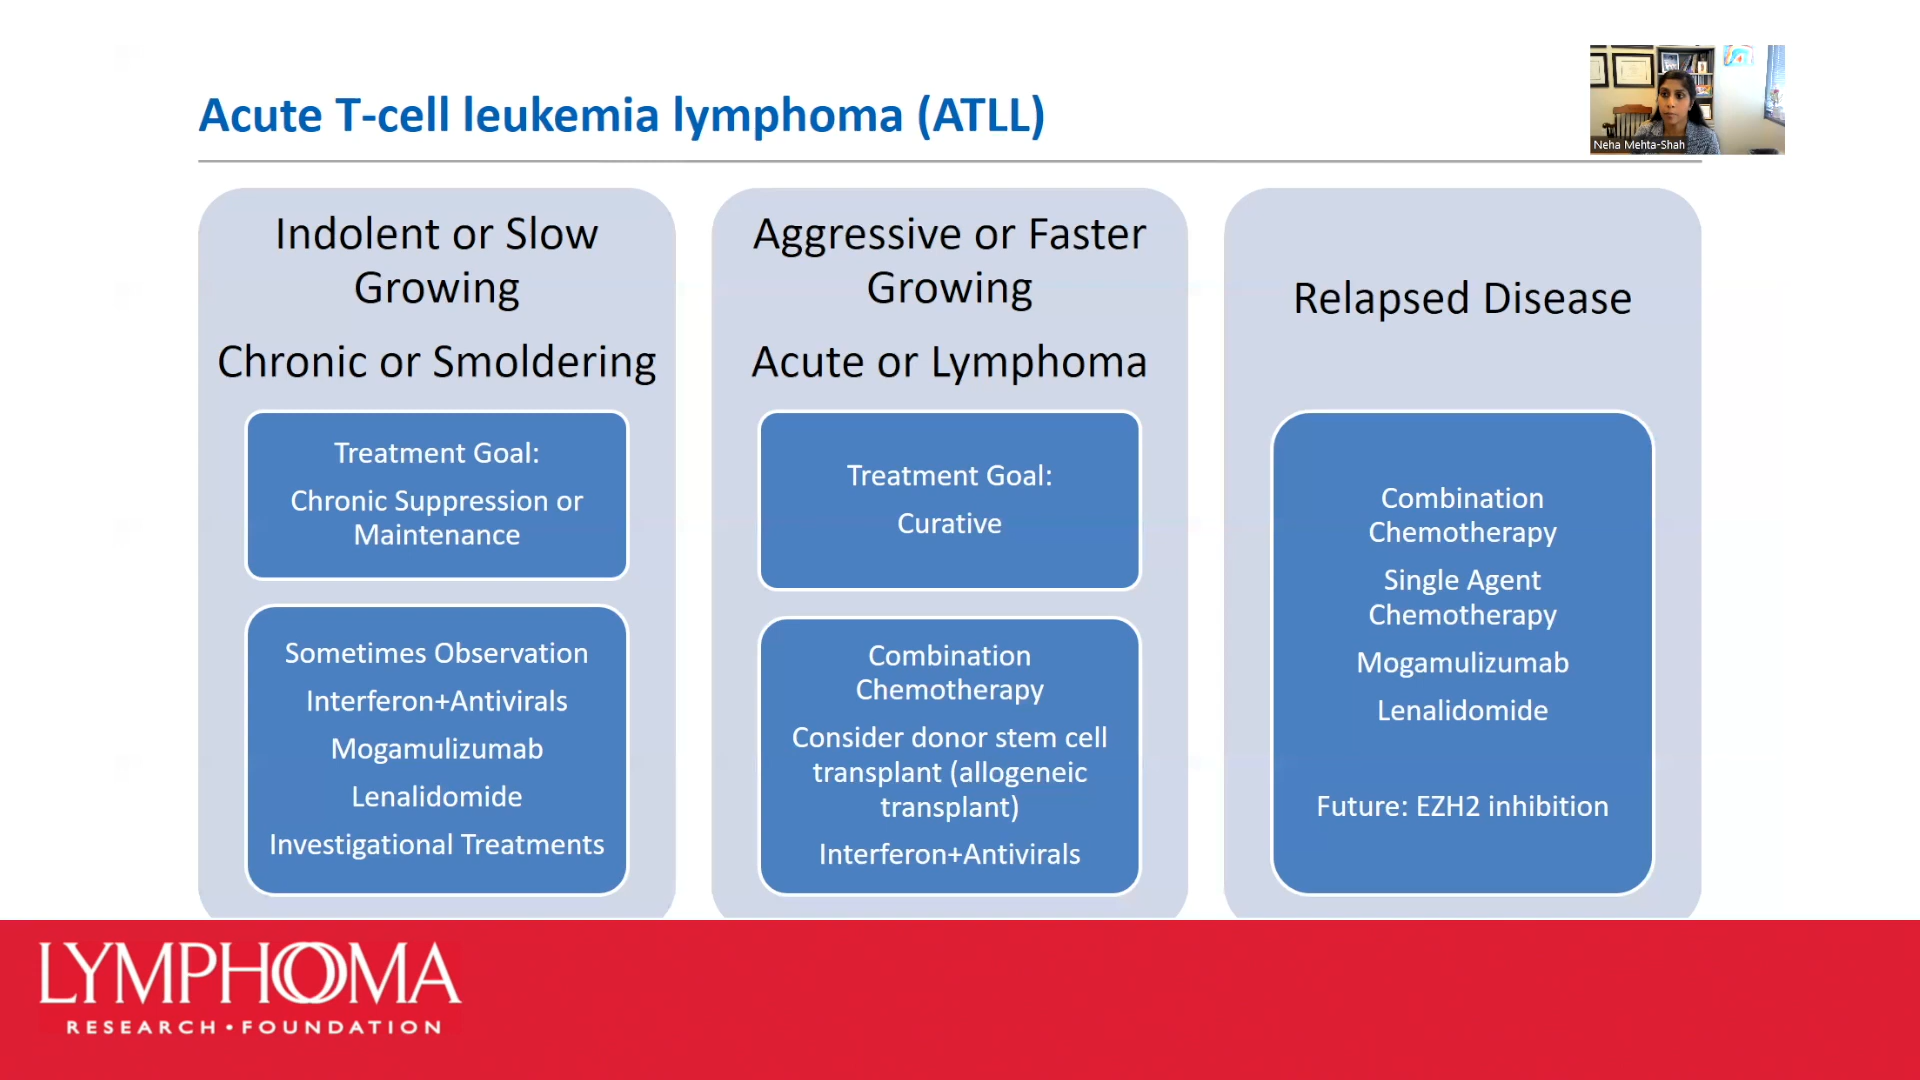 Acute T-cell leukemia lymphoma (ATLL)
Neha Mehta-Shah
Indolent or Slow
Growing
Chronic or Smoldering
Treatment Goal:
Chronic Suppression or
Maintenance
Sometimes Observation
Interferon+Antivirals
Mogamulizumab
Lenalidomide
Investigational Treatments
Aggressive or Faster
Growing
Acute or Lymphoma
Treatment Goal:
Curative
Combination
Chemotherapy
Consider donor stem cell
transplant (allogeneic
transplant)
Interferon+Antivirals
Relapsed Disease
Combination
Chemotherapy
Single Agent
Chemotherapy
Mogamulizumab
Lenalidomide
Future: EZH2 inhibition
LYMPHOMA
RESEARCH • FOUNDATION